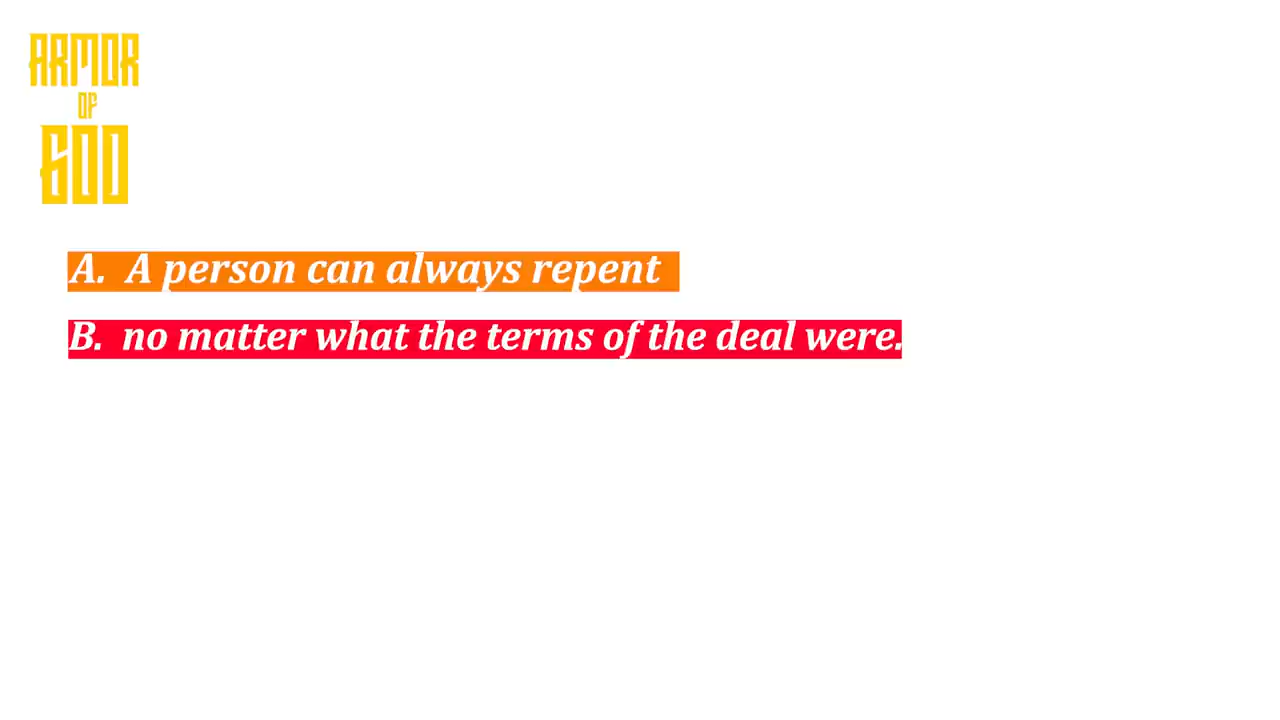 ARMOR
OF
GOD
A. A person can always repent
B. no matter what the terms of the deal were.